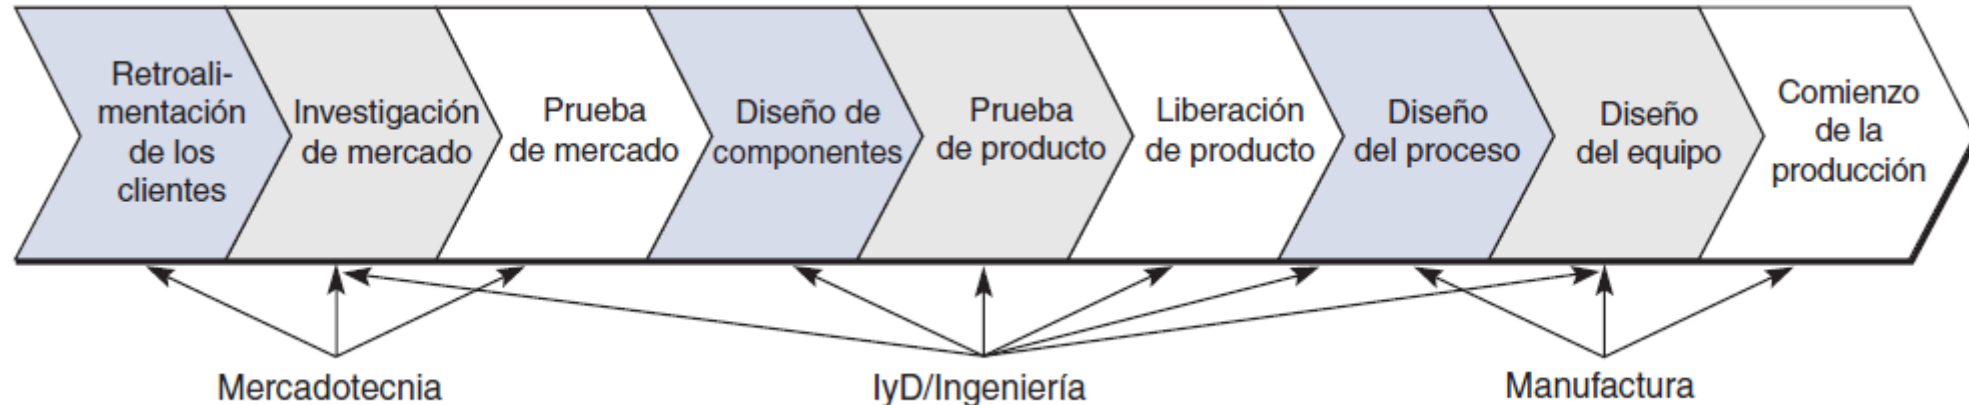 Retroali-
mentación
de los
clientes
Investigación
de mercado
Prueba
de mercado
Diseño de
componentes
Prueba
de producto
Liberación
de producto
Diseño
del proceso
Diseño
del equipo
Comienzo
de la
producción
Mercadotecnia
IyD/Ingeniería
Manufactura